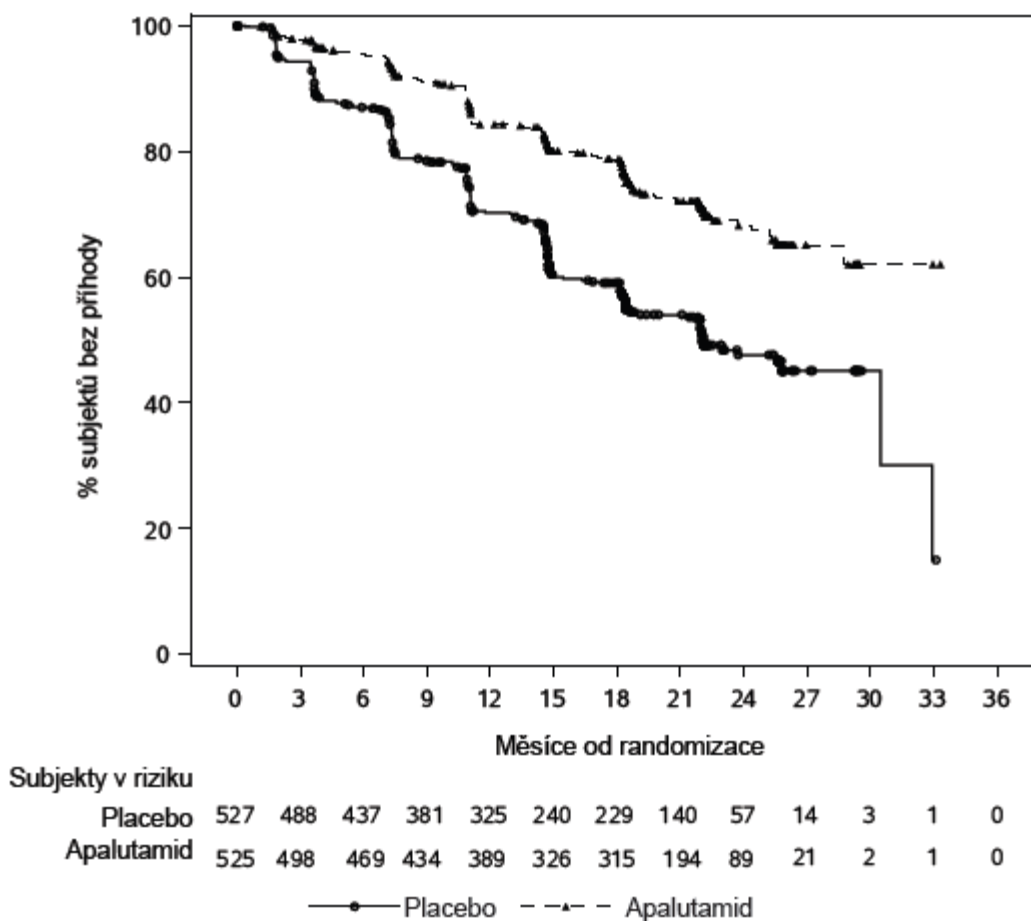 100
80
60
40
20
0
% subjektů bez příhody
0 3 6 9 12 15 18 21 24 27 30 33 36
Měsíce od randomizace
Subjekty v riziku
Placebo 527 488 437 381 325 240 229 140 57 14 3 1 0
Apalutamid 525 498 469 434 389 326 315 194 89 21 2 1 0
Placebo Apalutamid